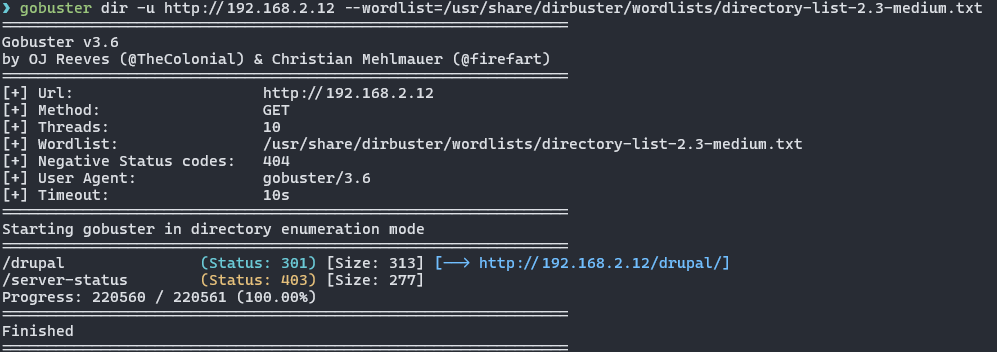 ❯ gobuster dir -u http://192.168.2.12 --wordlist=/usr/share/dirbuster/wordlists/directory-list-2.3-medium.txt
===============================================================
Gobuster v3.6
by OJ Reeves (@TheColonial) & Christian Mehlmauer (@firefart)
===============================================================
[+] Url:                     http://192.168.2.12
[+] Method:                  GET
[+] Threads:                 10
[+] Wordlist:                /usr/share/dirbuster/wordlists/directory-list-2.3-medium.txt
[+] Negative Status codes:   404
[+] User Agent:              gobuster/3.6
[+] Timeout:                 10s
===============================================================
Starting gobuster in directory enumeration mode
===============================================================
/drupal               (Status: 301) [Size: 313] [--> http://192.168.2.12/drupal/]
/server-status        (Status: 403) [Size: 277]
Progress: 220560 / 220561 (100.00%)
===============================================================
Finished
===============================================================